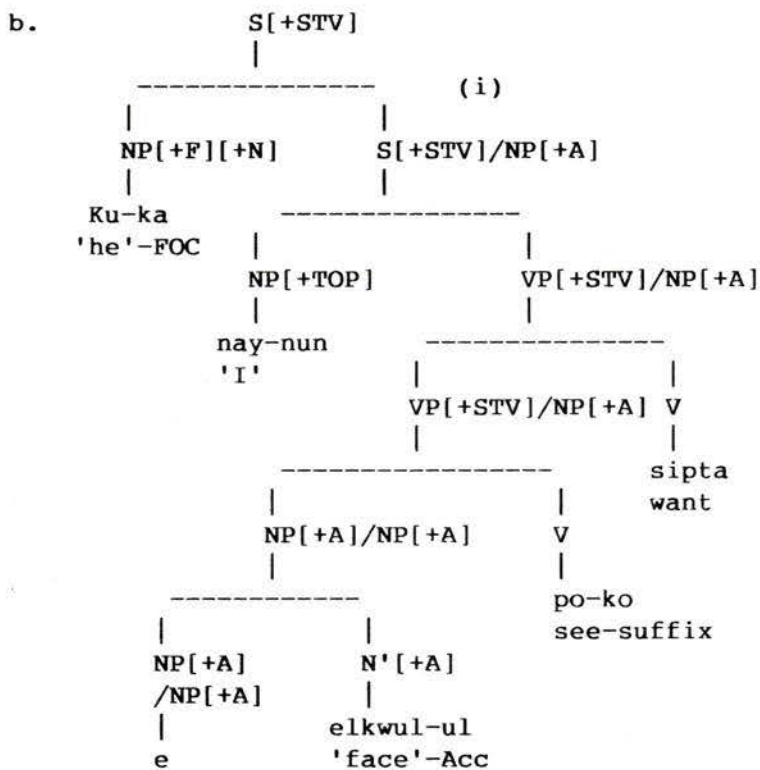 b. S[+STV]
(i)
NP[+F][+N] S[+STV]/NP[+A]
Ku-ka
'he'-FOC
NP[+TOP] VP[+STV]/NP[+A]
nay-nun
'I'
VP[+STV]/NP[+A] V
sipta
want
NP[+A]/NP[+A] V
po-ko
see-suffix
NP[+A] N'[+A]
/NP[+A]
elkwul-ul
e 'face'-Acc